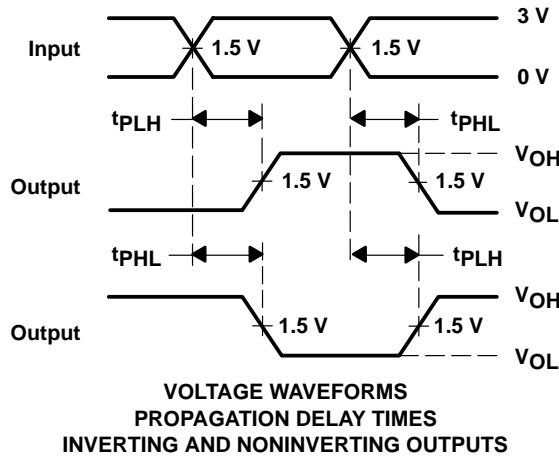 3 V
Input
1.5 V
1.5 V
0 V
tPLH
tPHL
VOH
Output
1.5 V
1.5 V
VOL
tPHL
tPLH
VOH
Output
1.5 V
1.5 V
VOL
VOLTAGE WAVEFORMS
PROPAGATION DELAY TIMES
INVERTING AND NONINVERTING OUTPUTS